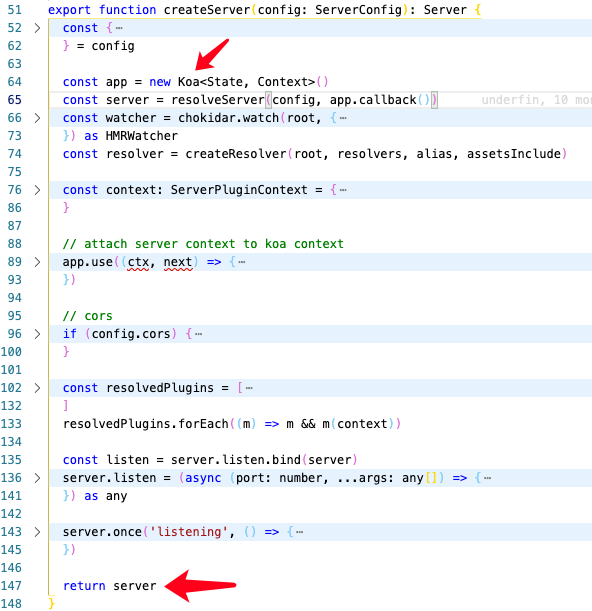 51 export function createServer(config: ServerConfig): Server {
52 > const {⋯
62 } = config
63
64 const app = new Koa<State, Context>()
65 const server = resolveServer(config, app.callback()) underfin, 10 mo
66 > const watcher = chokidar.watch(root, {⋯
73 }) as HMRWatcher
74 const resolver = createResolver(root, resolvers, alias, assetsInclude)
75
76 > const context: ServerPluginContext = {⋯
86 }
87
88 // attach server context to koa context
89 > app.use((ctx, next) => {⋯
93 })
94
95 // cors
96 > if (config.cors) {⋯
100 }
101
102 > const resolvedPlugins = [⋯
132 ]
133 resolvedPlugins.forEach((m) => m && m(context))
134
135 const listen = server.listen.bind(server)
136 > server.listen = (async (port: number, ...args: any[]) => {⋯
141 }) as any
142
143 > server.once('listening', () => {⋯
145 })
146
147 return server
148 }